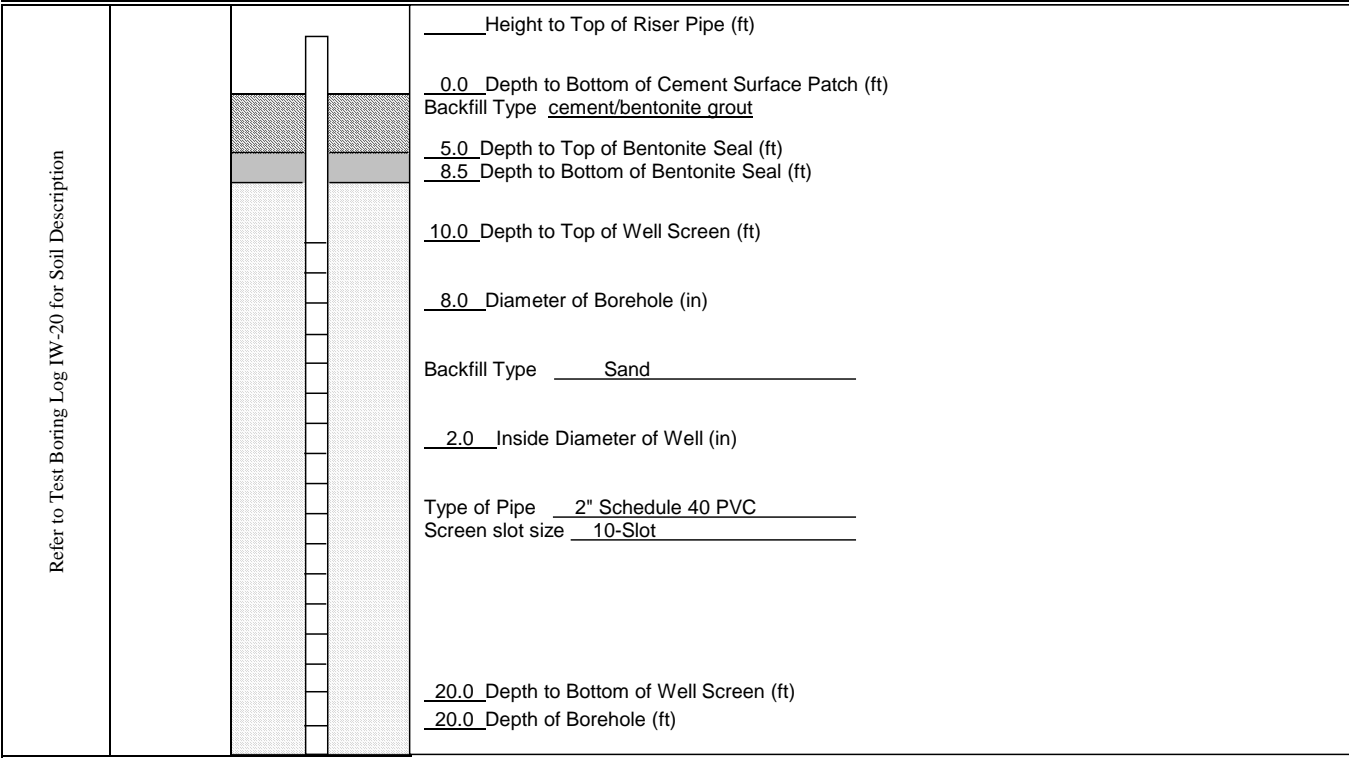 Refer to Test Boring Log IW-20 for Soil Description
Height to Top of Riser Pipe (ft)
0.0 Depth to Bottom of Cement Surface Patch (ft)
Backfill Type cement/bentonite grout
5.0 Depth to Top of Bentonite Seal (ft)
8.5 Depth to Bottom of Bentonite Seal (ft)
10.0 Depth to Top of Well Screen (ft)
8.0 Diameter of Borehole (in)
Backfill Type Sand
2.0 Inside Diameter of Well (in)
Type of Pipe 2" Schedule 40 PVC
Screen slot size 10-Slot
20.0 Depth to Bottom of Well Screen (ft)
20.0 Depth of Borehole (ft)